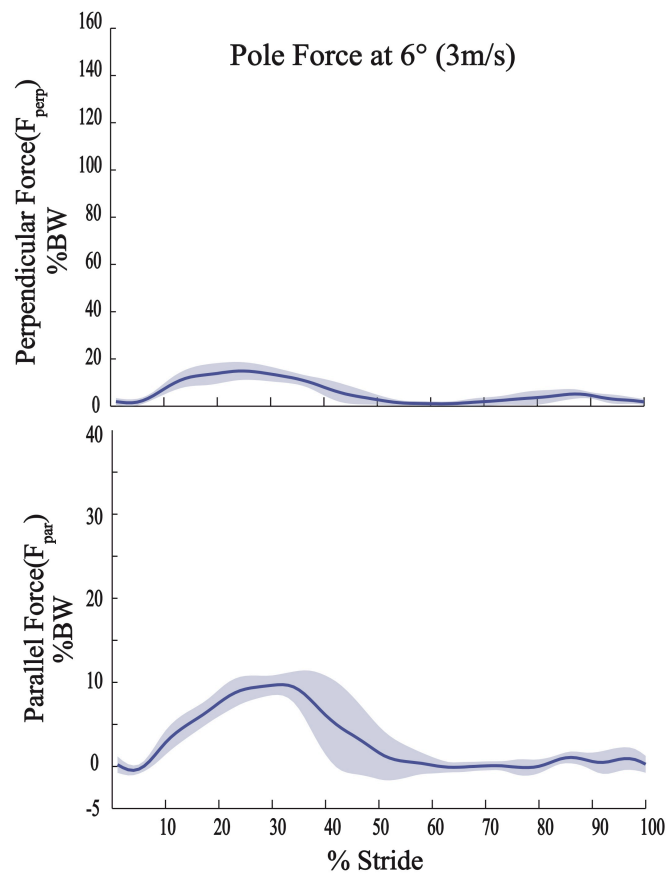 Pole Force at 6° (3m/s)
Perpendicular Force(Fperp)
%BW
160
140
120
100
80
60
40
20
0
Parallel Force(Fpar)
%BW
40
30
20
10
0
-5
10 20 30 40 50 60 70 80 90 100
% Stride